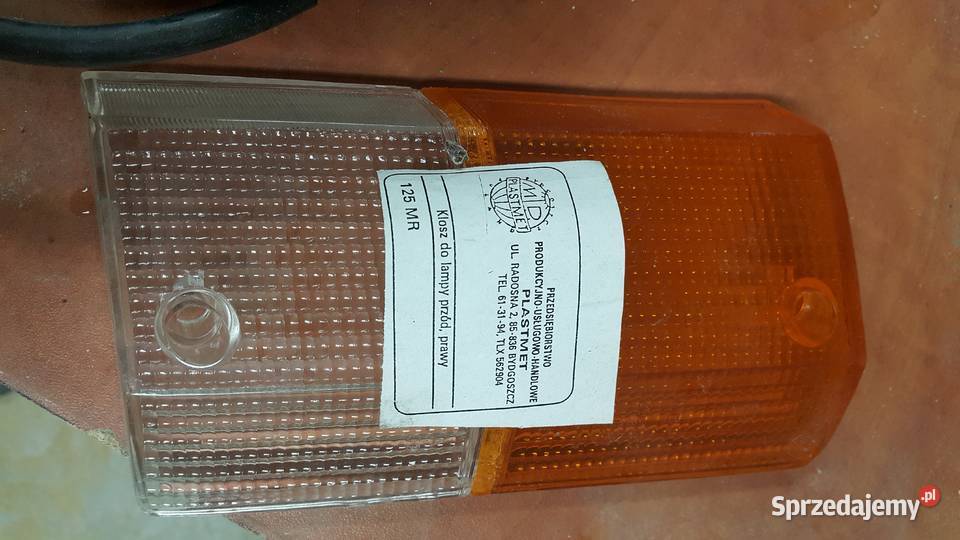 MTD
PLASTMET
PRZEDSIĘBIORSTWO
PRODUKCYJNO-USŁUGOWO-HANDLOWE
PLASTMET
UL. RADOSNA 2, 85-836 BYDGOSZCZ
TEL. 61-31-94, TLX 562904
Klosz do lampy przód, prawy
125 MR
Sprzedajemy.pl